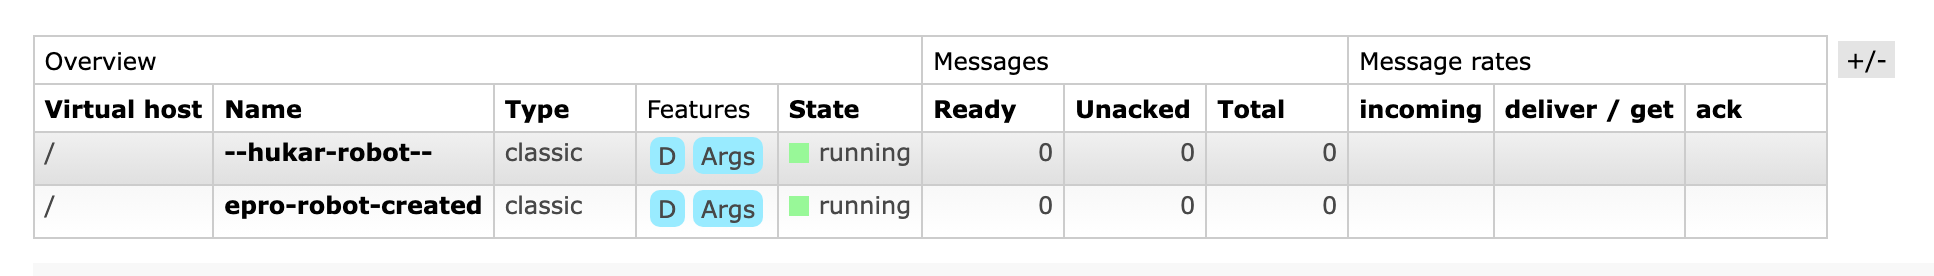 Overview Messages Message rates +/-
Virtual host Name Type Features State Ready Unacked Total incoming deliver / get ack
/ --hukar-robot-- classic D Args running 0 0 0
/ epro-robot-created classic D Args running 0 0 0